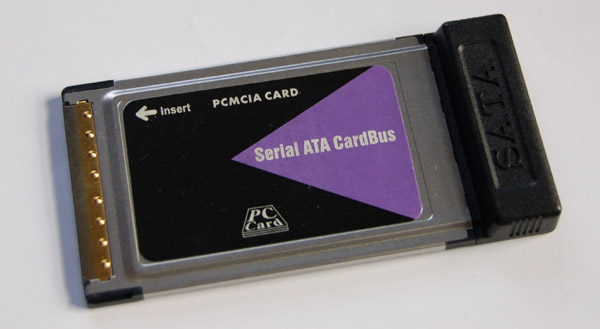 Insert
PCMCIA CARD
Serial ATA CardBus
PC
Card
SATA